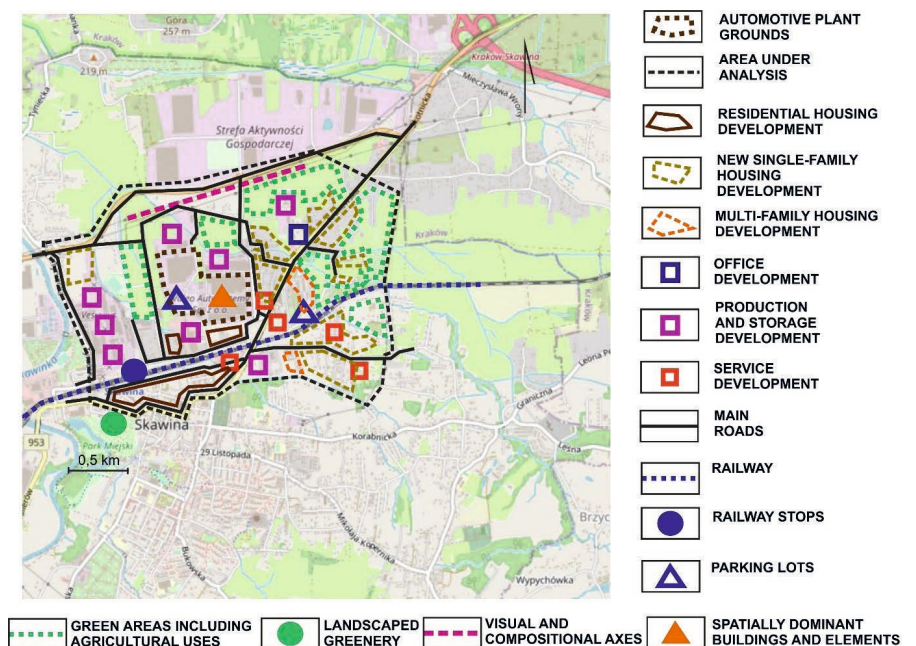 Kraków
Góra
257 m
219 m
Tyniecka
Kraków-Skawina
Mieczysława Wrony
Strefa Aktywności
Gospodarczej
Kraków
Kraków
Skawina
Park Miejski
953
0,5 km
29 Listopada
Korabnicka
Graniczna
Leśna
Mikołaja Kopernika
Bukowska
Wypychówka
AUTOMOTIVE PLANT
GROUNDS
AREA UNDER
ANALYSIS
RESIDENTIAL HOUSING
DEVELOPMENT
NEW SINGLE-FAMILY
HOUSING
DEVELOPMENT
MULTI-FAMILY HOUSING
DEVELOPMENT
OFFICE
DEVELOPMENT
PRODUCTION
AND STORAGE
DEVELOPMENT
SERVICE
DEVELOPMENT
MAIN
ROADS
RAILWAY
RAILWAY STOPS
PARKING LOTS
GREEN AREAS INCLUDING
AGRICULTURAL USES
LANDSCAPED
GREENERY
VISUAL AND
COMPOSITIONAL AXES
SPATIALLY DOMINANT
BUILDINGS AND ELEMENTS